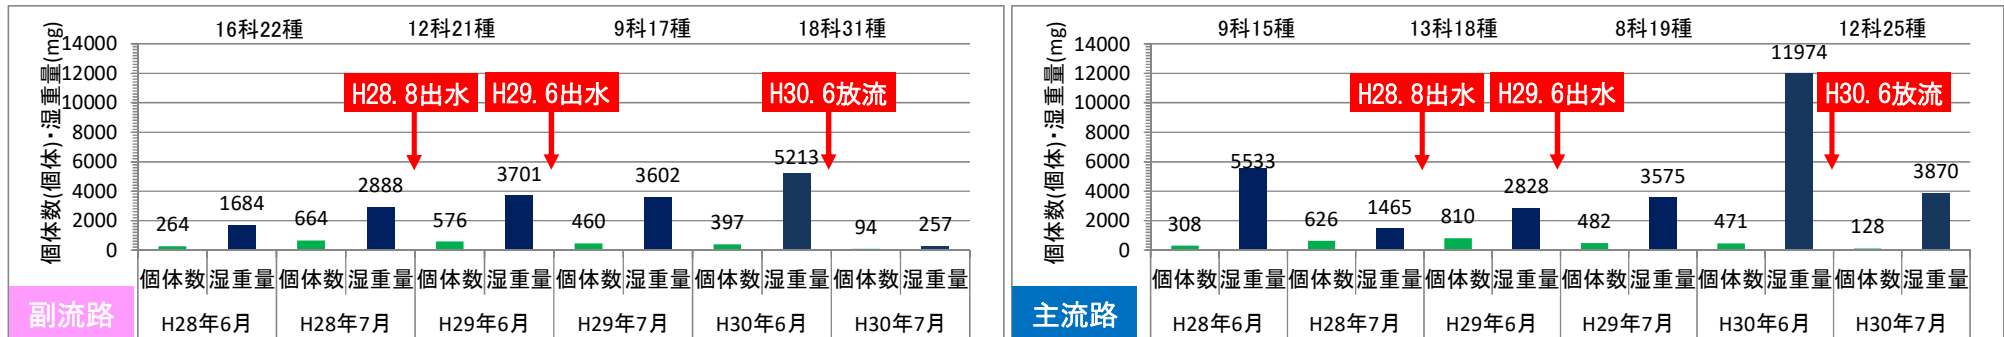 16科22種 12科21種 9科17種 18科31種
個体数(個体)・湿重量(mg)
14000
12000
10000
8000
6000
4000
2000
0
H28.8出水 H29.6出水 H30.6放流
264 1684 664 2888 576 3701 460 3602 397 5213 94 257
個体数 湿重量 個体数 湿重量 個体数 湿重量 個体数 湿重量 個体数 湿重量 個体数 湿重量
H28年6月 H28年7月 H29年6月 H29年7月 H30年6月 H30年7月
副流路
9科15種 13科18種 8科19種 12科25種
個体数(個体)・湿重量(mg)
14000
12000
10000
8000
6000
4000
2000
0
H28.8出水 H29.6出水 H30.6放流
308 5533 626 1465 810 2828 482 3575 471 11974 128 3870
個体数 湿重量 個体数 湿重量 個体数 湿重量 個体数 湿重量 個体数 湿重量 個体数 湿重量
H28年6月 H28年7月 H29年6月 H29年7月 H30年6月 H30年7月
主流路